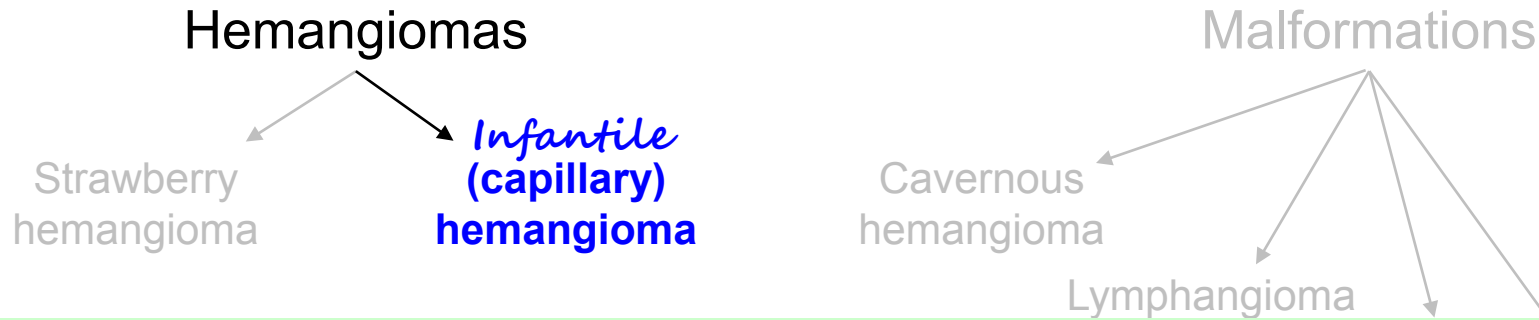 Hemangiomas
Malformations
Strawberry
hemangioma
Infantile
(capillary)
hemangioma
Cavernous
hemangioma
Lymphangioma